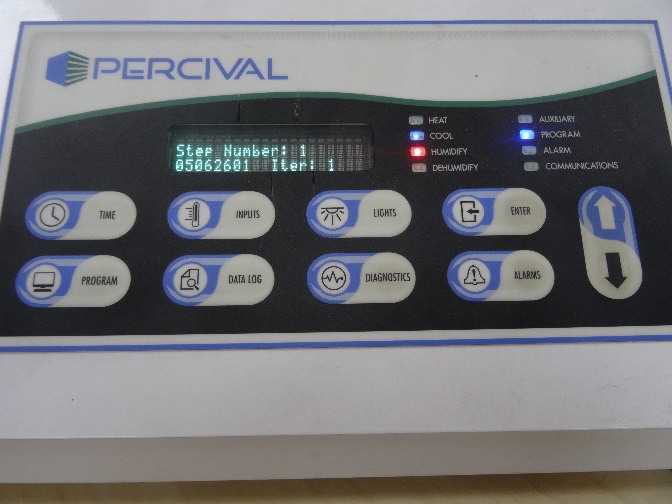 PERCIVAL
Step Number: 1
05062601 Iter: 1
HEAT
COOL
HUMIDIFY
DEHUMIDIFY
AUXILIARY
PROGRAM
ALARM
COMMUNICATIONS
TIME
INPUTS
LIGHTS
ENTER
PROGRAM
DATA LOG
DIAGNOSTICS
ALARMS